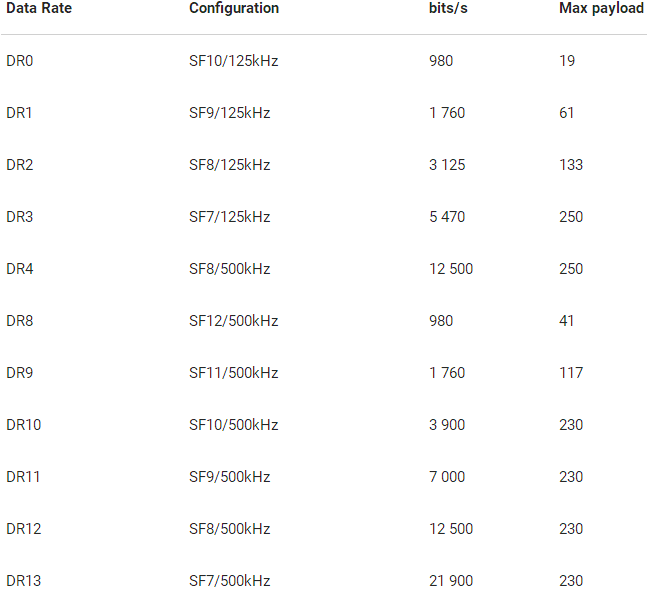 Data Rate Configuration bits/s Max payload
DR0 SF10/125kHz 980 19
DR1 SF9/125kHz 1 760 61
DR2 SF8/125kHz 3 125 133
DR3 SF7/125kHz 5 470 250
DR4 SF8/500kHz 12 500 250
DR8 SF12/500kHz 980 41
DR9 SF11/500kHz 1 760 117
DR10 SF10/500kHz 3 900 230
DR11 SF9/500kHz 7 000 230
DR12 SF8/500kHz 12 500 230
DR13 SF7/500kHz 21 900 230